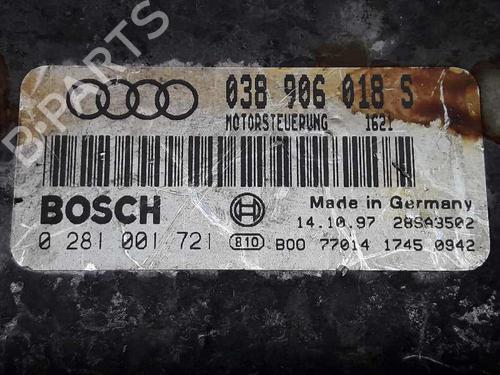 038 906 018 S
MOTORSTEUERUNG 1621
BOSCH
Made in Germany
14.10.97 28SA3502
0 281 001 721 810 B00 77014 1745 0942
B-PARTS